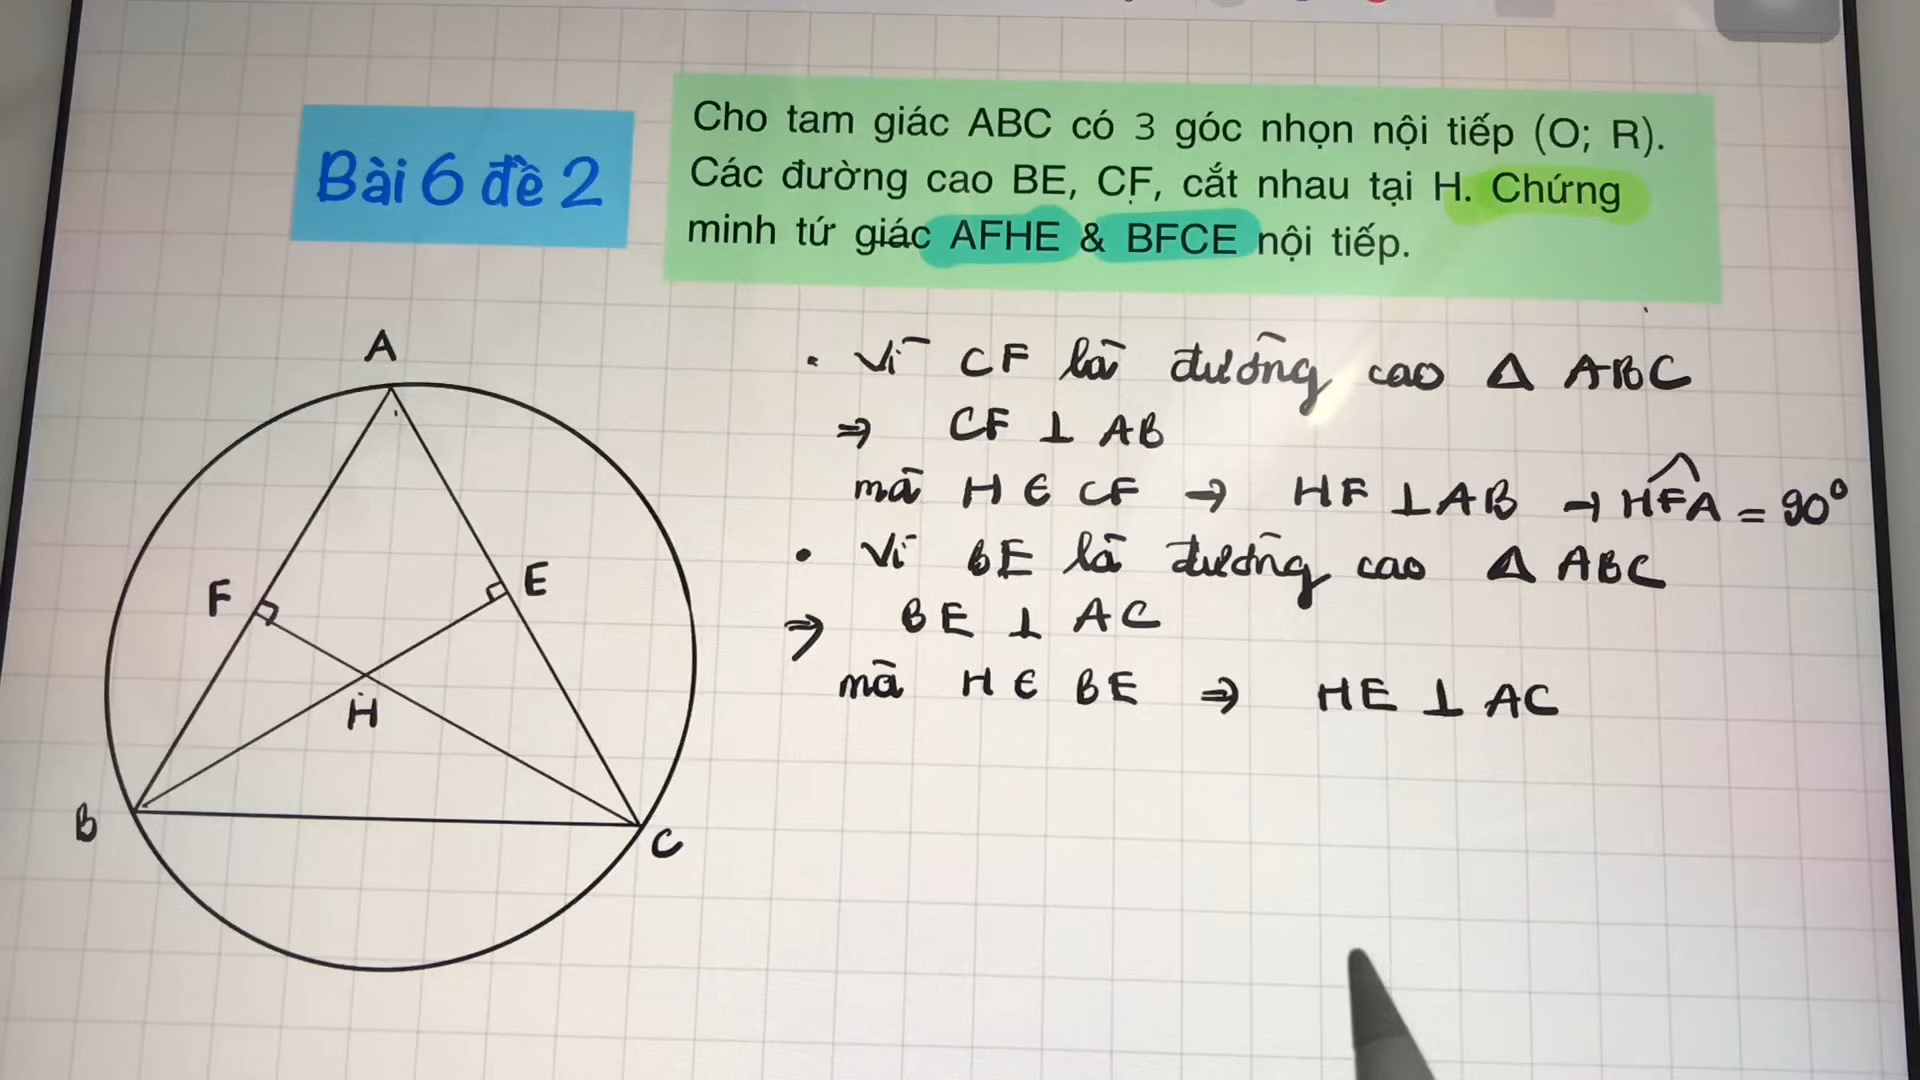 Bài 6 đề 2
Cho tam giác ABC có 3 góc nhọn nội tiếp (O; R).
Các đường cao BE, CF, cắt nhau tại H. Chứng
minh tứ giác AFHE & BFCE nội tiếp.
A
F
E
H
B
C
• Vì CF là đường cao Δ ABC
⇒ CF ⊥ AB
mà H ∈ CF → HF ⊥ AB → HFA = 90°
• Vì BE là đường cao Δ ABC
⇒ BE ⊥ AC
mà H ∈ BE ⇒ HE ⊥ AC